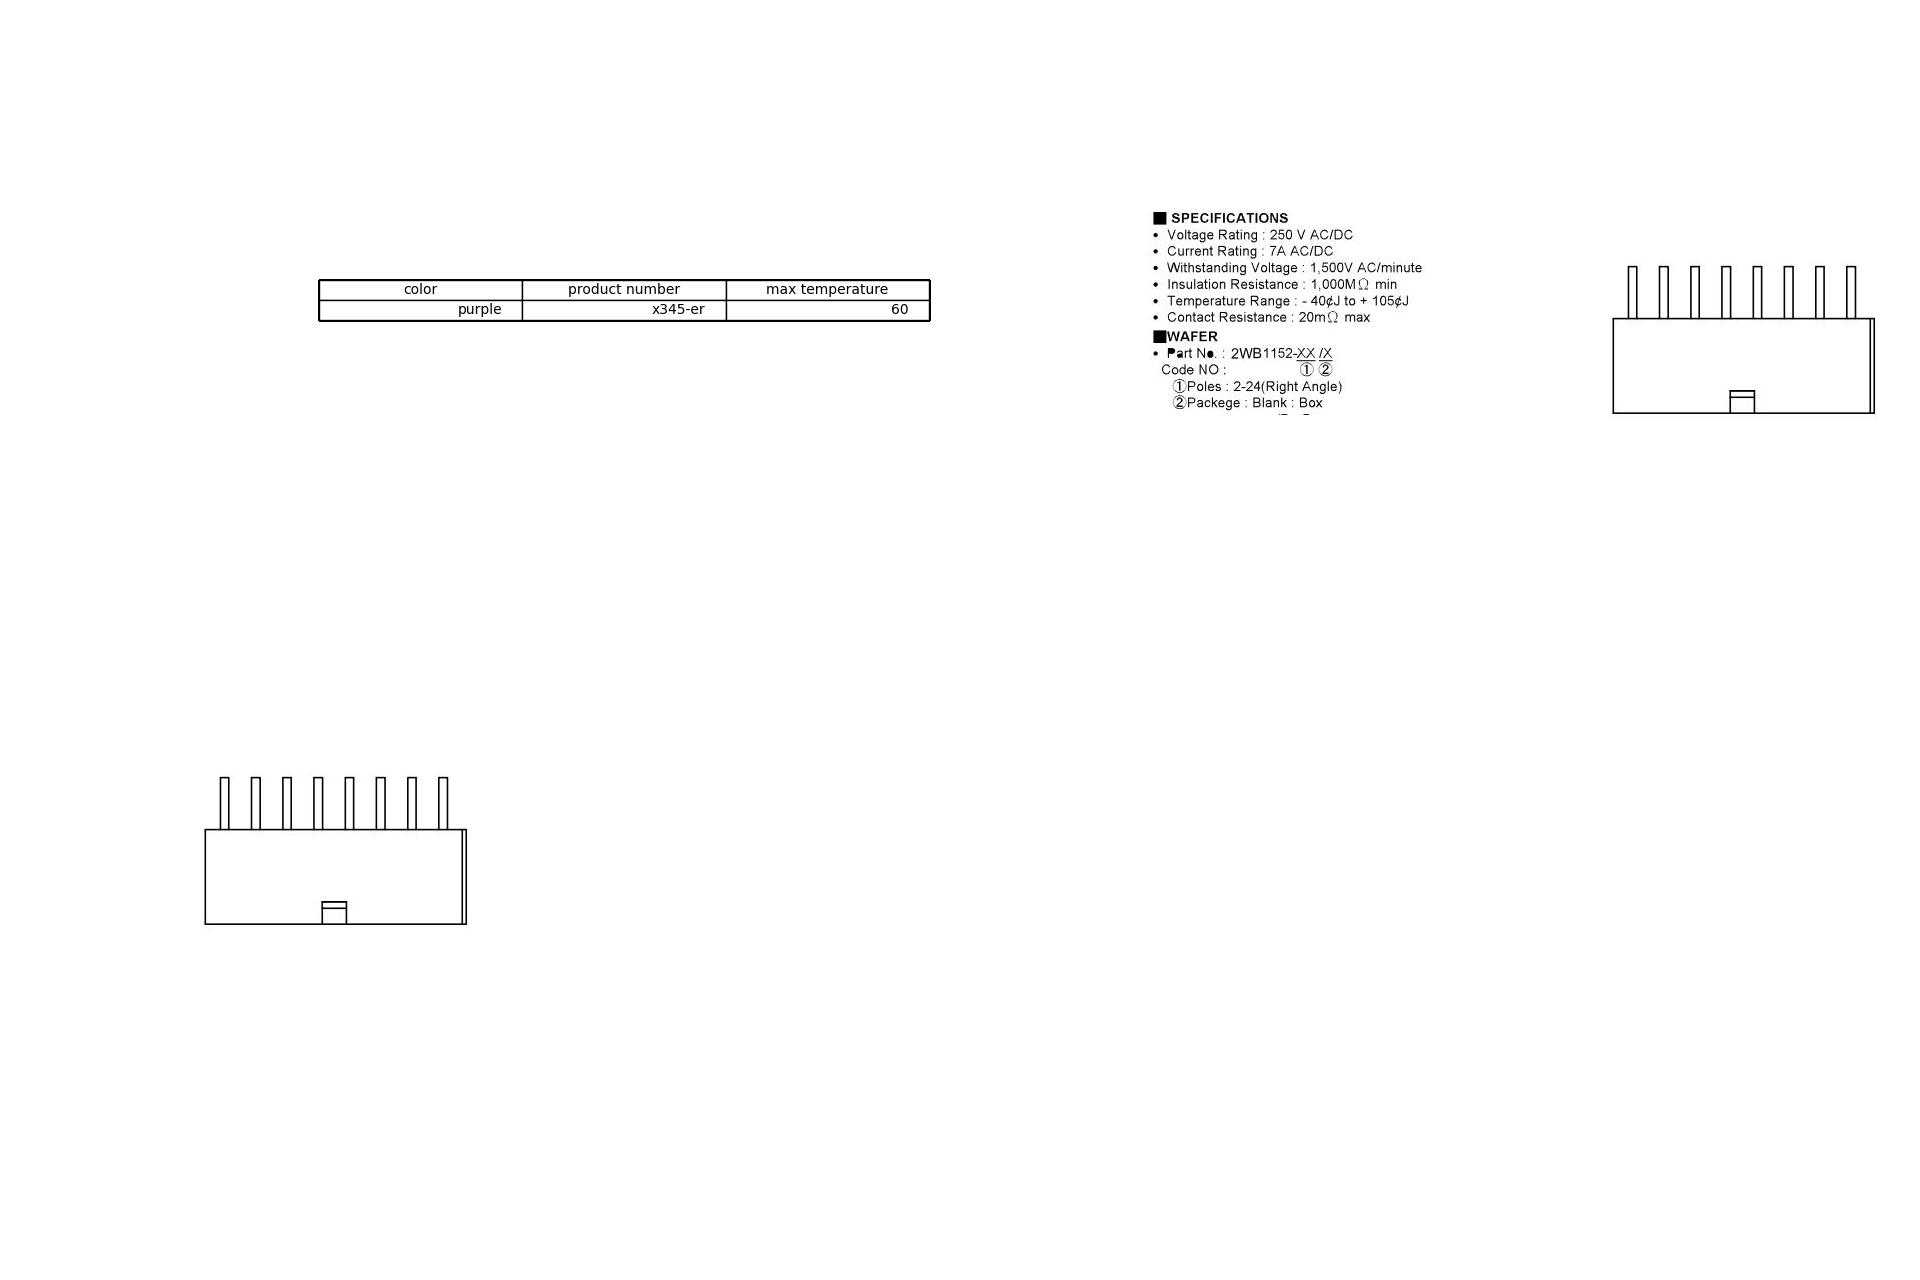 ■ SPECIFICATIONS
• Voltage Rating : 250 V AC/DC
• Current Rating : 7A AC/DC
• Withstanding Voltage : 1,500V AC/minute
• Insulation Resistance : 1,000MΩ min
• Temperature Range : - 40¢J to + 105¢J
• Contact Resistance : 20mΩ max
■WAFER
• Part No. : 2WB1152-XX /X
Code NO : ① ②
①Poles : 2-24(Right Angle)
②Packege : Blank : Box
color product number max temperature
purple x345-er 60